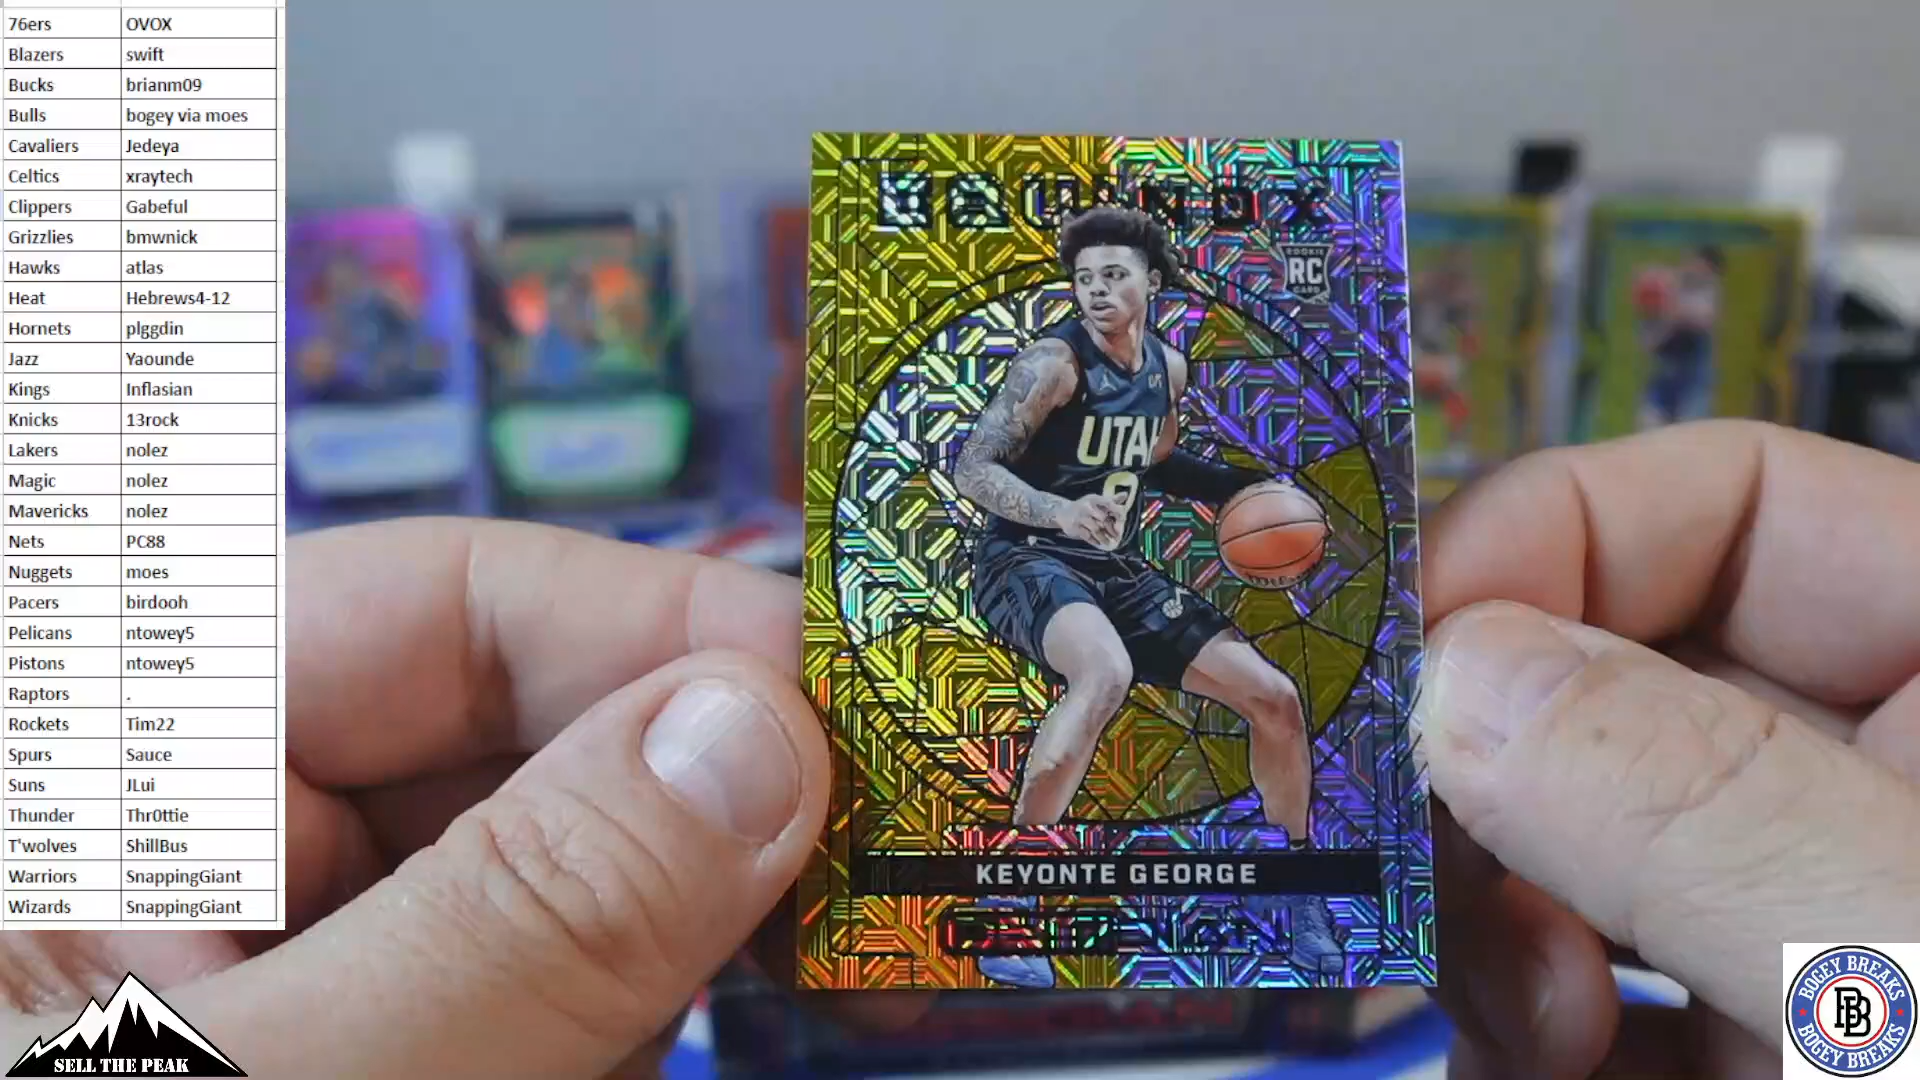 76ers OVOX
Blazers swift
Bucks brianm09
Bulls bogey via moes
Cavaliers Jedeya
Celtics xraytech
Clippers Gabeful
Grizzlies bmwnick
Hawks atlas
Heat Hebrews4-12
Hornets plggdin
Jazz Yaounde
Kings Inflasian
Knicks 13rock
Lakers nolez
Magic nolez
Mavericks nolez
Nets PC88
Nuggets moes
Pacers birdooh
Pelicans ntowey5
Pistons ntowey5
Raptors .
Rockets Tim22
Spurs Sauce
Suns JLui
Thunder Thr0ttie
T'wolves ShillBus
Warriors SnappingGiant
Wizards SnappingGiant
SELL THE PEAK
EQUINOX
ROOKIE
RC
CARD
UTAH
KEYONTE GEORGE
BOGEY BREAKS
BB
BOGEY BREAKS